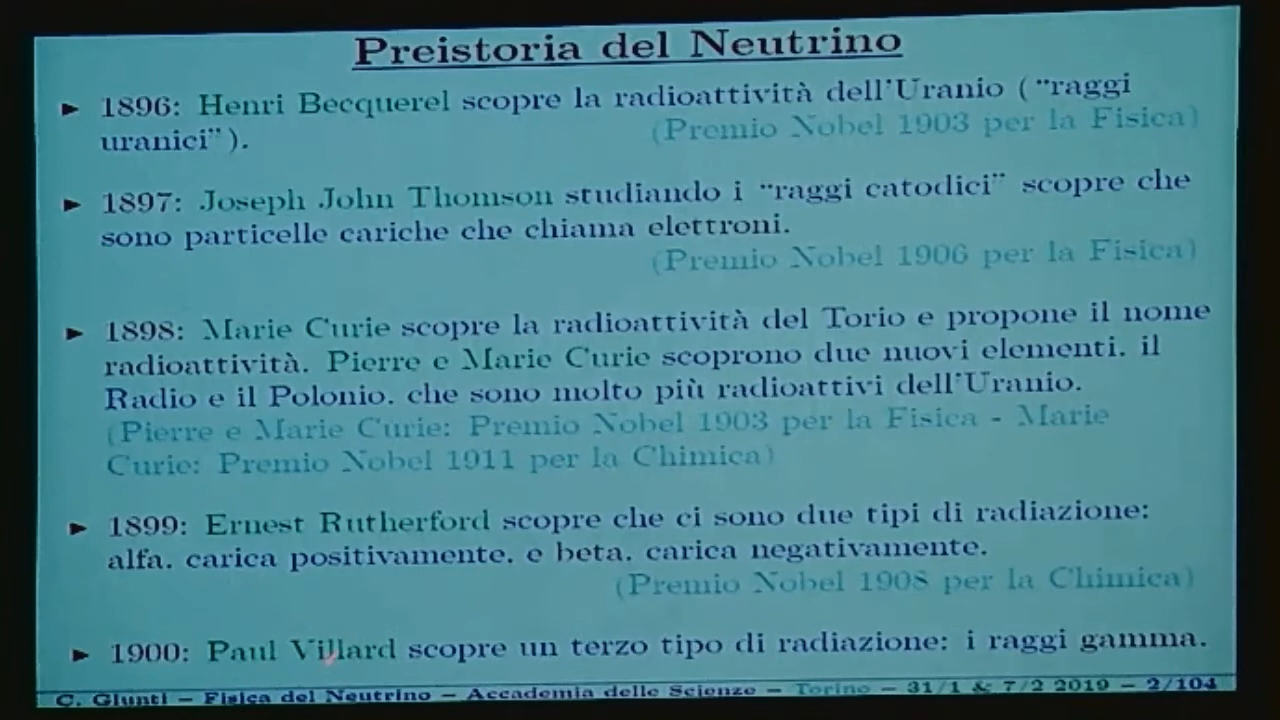 Preistoria del Neutrino
► 1896: Henri Becquerel scopre la radioattività dell'Uranio ("raggi
uranici").
(Premio Nobel 1903 per la Fisica)
► 1897: Joseph John Thomson studiando i "raggi catodici" scopre che
sono particelle cariche che chiama elettroni.
(Premio Nobel 1906 per la Fisica)
► 1898: Marie Curie scopre la radioattività del Torio e propone il nome
radioattività. Pierre e Marie Curie scoprono due nuovi elementi, il
Radio e il Polonio, che sono molto più radioattivi dell'Uranio.
(Pierre e Marie Curie: Premio Nobel 1903 per la Fisica - Marie
Curie: Premio Nobel 1911 per la Chimica)
► 1899: Ernest Rutherford scopre che ci sono due tipi di radiazione:
alfa, carica positivamente, e beta, carica negativamente.
(Premio Nobel 1908 per la Chimica)
► 1900: Paul Villard scopre un terzo tipo di radiazione: i raggi gamma.
C. Giunti – Fisica del Neutrino – Accademia delle Scienze – Torino – 31/1 & 7/2 2019 – 2/104